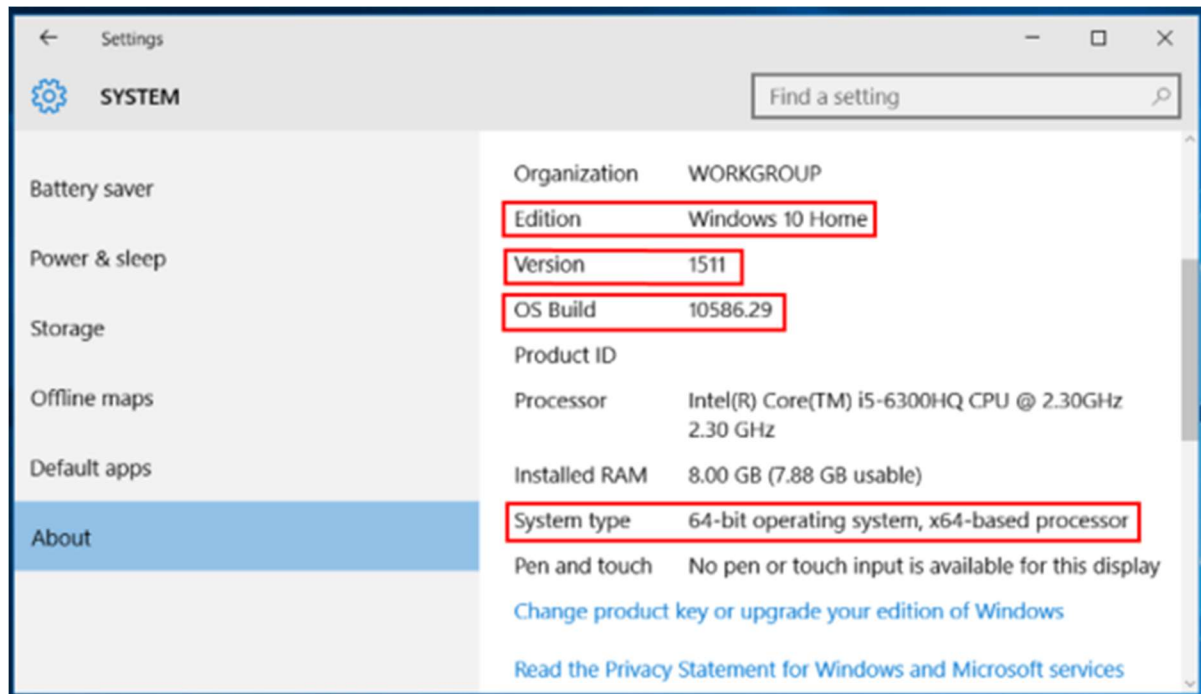 Settings
SYSTEM
Find a setting
Battery saver
Power & sleep
Storage
Offline maps
Default apps
About
Organization WORKGROUP
Edition Windows 10 Home
Version 1511
OS Build 10586.29
Product ID
Processor Intel(R) Core(TM) i5-6300HQ CPU @ 2.30GHz
2.30 GHz
Installed RAM 8.00 GB (7.88 GB usable)
System type 64-bit operating system, x64-based processor
Pen and touch No pen or touch input is available for this display
Change product key or upgrade your edition of Windows
Read the Privacy Statement for Windows and Microsoft services